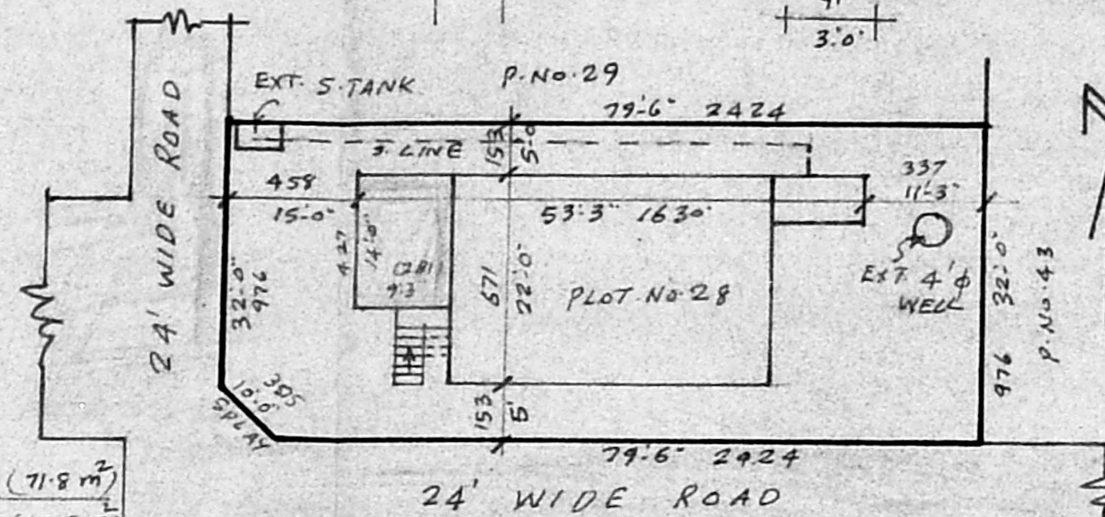 3'.0"
EXT. S. TANK
P. No. 29
79'-6" 2424
S. LINE
153
5'-0
24' WIDE ROAD
458
15'-0"
53'-3" 1630
337
11'-3"
427
14'-0"
(281)
9'-3"
671
22'-0"
PLOT. No. 28
EXT 4' φ
WELL
32'-0"
976
976 32'-0"
P. No. 43
305
10'-0"
SPLAY
153
5'
79'-6" 2424
(71.8 m²)
24' WIDE ROAD